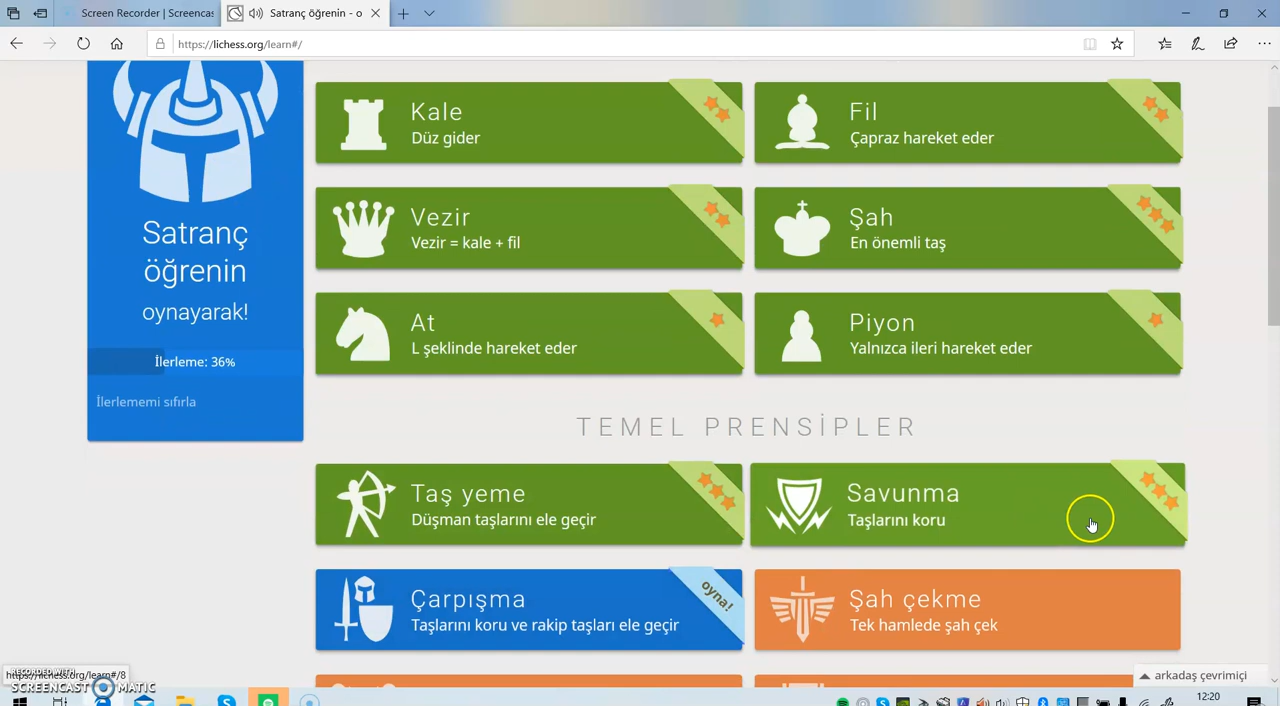 Screen Recorder | Screencas
Satranç öğrenin - o
https://lichess.org/learn#/
Satranç
öğrenin
oynayarak!
İlerleme: 36%
İlerlememi sıfırla
Kale
Düz gider
Fil
Çapraz hareket eder
Vezir
Vezir = kale + fil
Şah
En önemli taş
At
L şeklinde hareket eder
Piyon
Yalnızca ileri hareket eder
TEMEL PRENSİPLER
Taş yeme
Düşman taşlarını ele geçir
Savunma
Taşlarını koru
Çarpışma
Taşlarını koru ve rakip taşları ele geçir
oyna!
Şah çekme
Tek hamlede şah çek
https://lichess.org/learn#/8
RECORDED WITH
SCREENCAST MATIC
arkadaş çevrimiçi
12:20